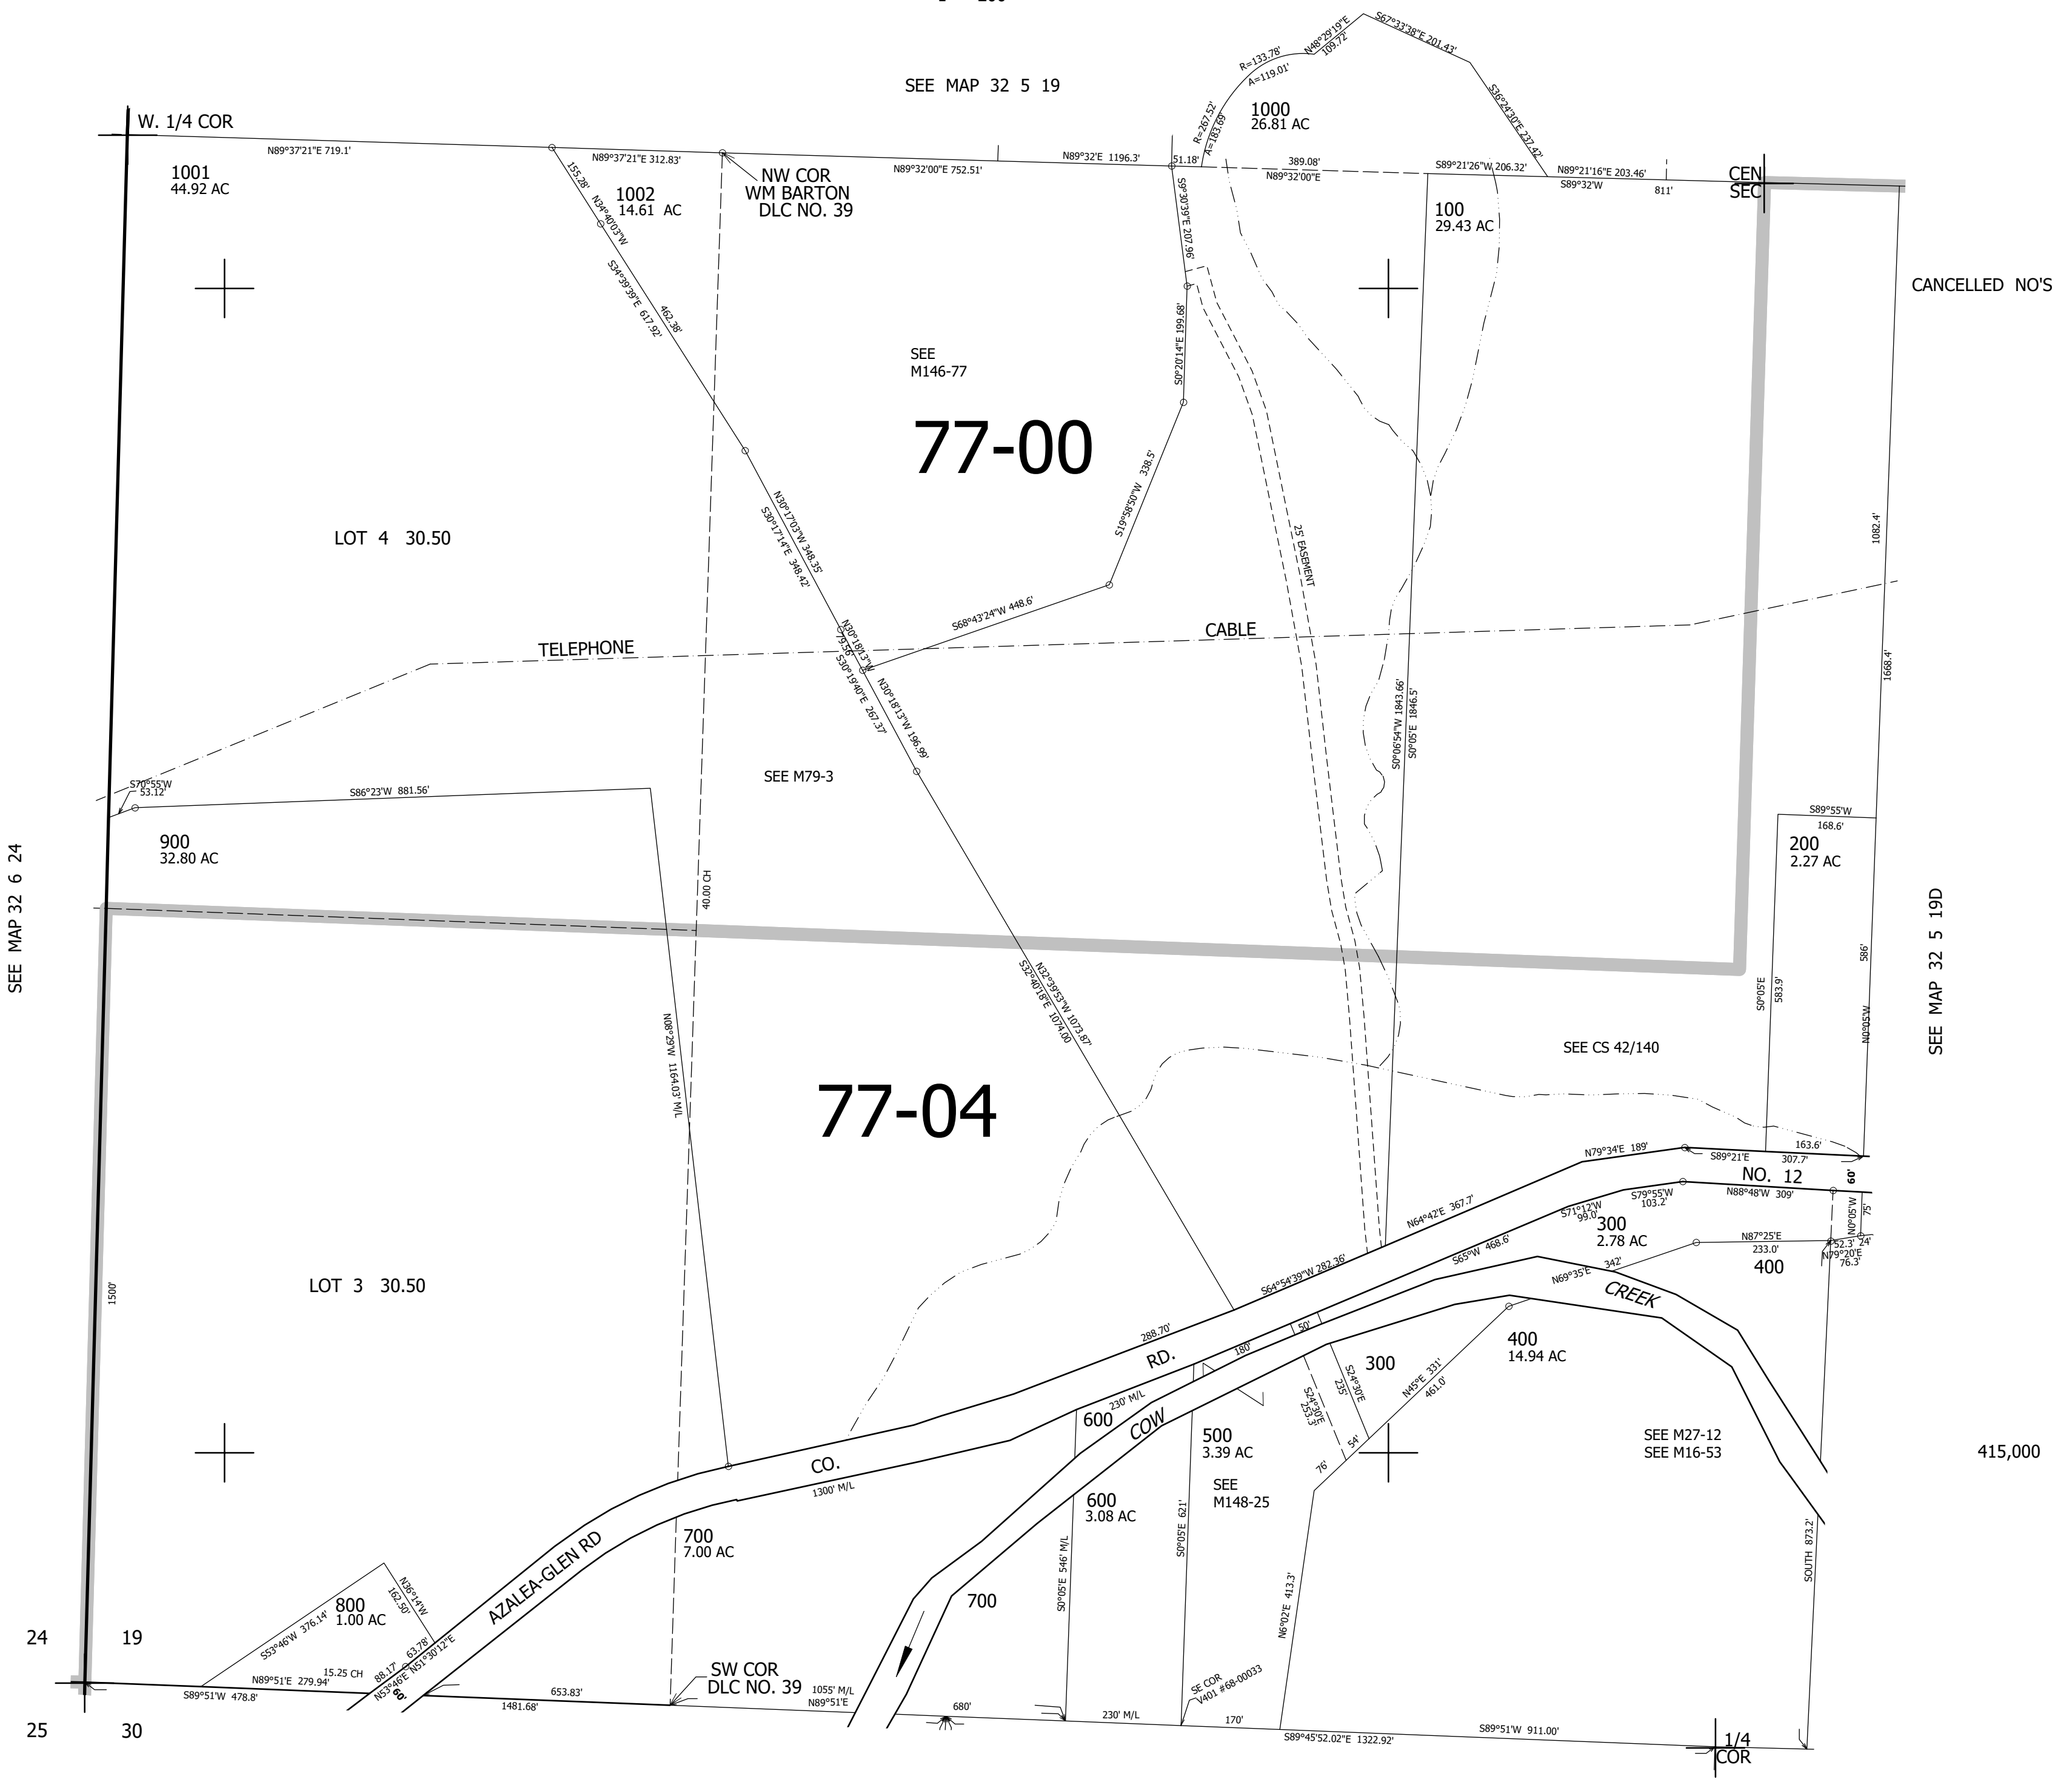 SEE MAP 32 5 19
S67°33'38"E 201.43'
N48°29'19"E
109.72'
R=133.78'
A=119.01'
R=267.52'
A=183.69'
1000
26.81 AC
S36°24'30"E 237.42'
W. 1/4 COR
N89°37'21"E 719.1'
N89°37'21"E 312.83'
N89°32'00"E 752.51'
N89°32'E 1196.3'
51.18'
389.08'
N89°32'00"E
S89°21'26"W 206.32'
N89°21'16"E 203.46'
S89°32'W
811'
CEN
SEC
1001
44.92 AC
155.28'
N34°40'03"W
1002
14.61 AC
NW COR
WM BARTON
DLC NO. 39
S9°30'39"E 207.96'
100
29.43 AC
CANCELLED NO'S
S34°39'39"E 617.92'
462.38'
S0°20'14"E 199.68'
SEE
M146-77
77-00
S19°58'50"W 338.5'
N30°17'03"W 348.35'
S30°17'14"E 348.42'
25' EASEMENT
LOT 4 30.50
1082.4'
S68°43'24"W 448.6'
TELEPHONE
CABLE
N30°18'13"W
79.56'
S30°19'40"E 267.37'
N30°18'13"W 196.99'
1668.4'
S0°06'54"W 1843.66'
S0°05'E 1846.5'
S70°55'W
53.12'
S86°23'W 881.56'
SEE M79-3
S89°55'W
168.6'
900
32.80 AC
200
2.27 AC
SEE MAP 32 6 24
40.00 CH
SEE MAP 32 5 19D
N32°39'53"W 1073.87'
S32°40'18"E 1074.00
S0°05'E
583.9'
586'
N0°05'W
N08°29'W 1164.03' M/L
SEE CS 42/140
77-04
N79°34'E 189'
S89°21'E
163.6'
307.7'
NO. 12
60'
N88°48'W 309'
S79°55'W
103.2'
S71°12'W
99.0'
N64°42'E 367.7'
N0°05'W
75'
300
2.78 AC
N87°25'E
233.0'
52.3'
24'
N79°20'E
76.3'
400
S65°W 468.6'
S64°54'39"W 282.36'
N69°35'E 342'
CREEK
1500'
LOT 3 30.50
288.70'
RD.
50'
180'
400
14.94 AC
300
S24°30'E
235'
S24°30'E
253.3'
N45°E 331'
461.0'
230' M/L
600
COW
500
3.39 AC
SEE
M148-25
54'
76'
SEE M27-12
SEE M16-53
415,000
CO.
1300' M/L
600
3.08 AC
700
7.00 AC
AZALEA-GLEN RD
S0°05'E 546' M/L
S0°05'E 621'
N6°02'E 413.3'
SOUTH 873.2'
700
N36°14'W
162.50'
800
1.00 AC
S53°46'W 376.14'
24
19
63.78'
88.17'
N51°30'12"E
N53°46'E
60'
15.25 CH
N89°51'E 279.94'
S89°51'W 478.8'
SW COR
DLC NO. 39
653.83'
1481.68'
1055' M/L
N89°51'E
680'
SE COR
V401 #68-00033
230' M/L
170'
S89°51'W 911.00'
S89°45'52.02"E 1322.92'
1/4
COR
25
30